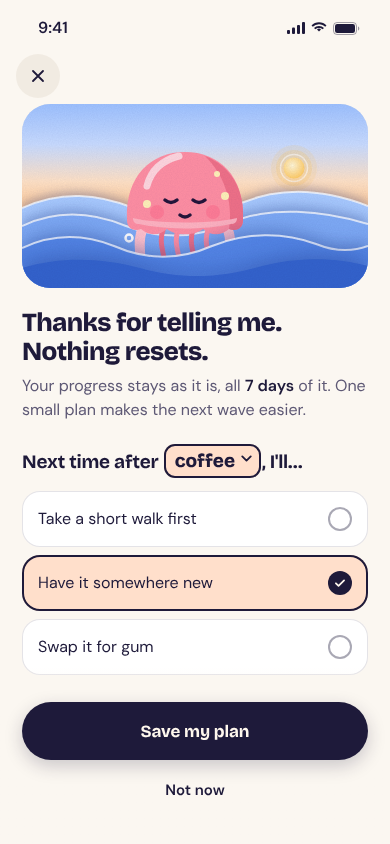 9:41
Thanks for telling me.
Nothing resets.
Your progress stays as it is, all 7 days of it. One
small plan makes the next wave easier.
Next time after coffee, I'll...
Take a short walk first
Have it somewhere new
Swap it for gum
Save my plan
Not now